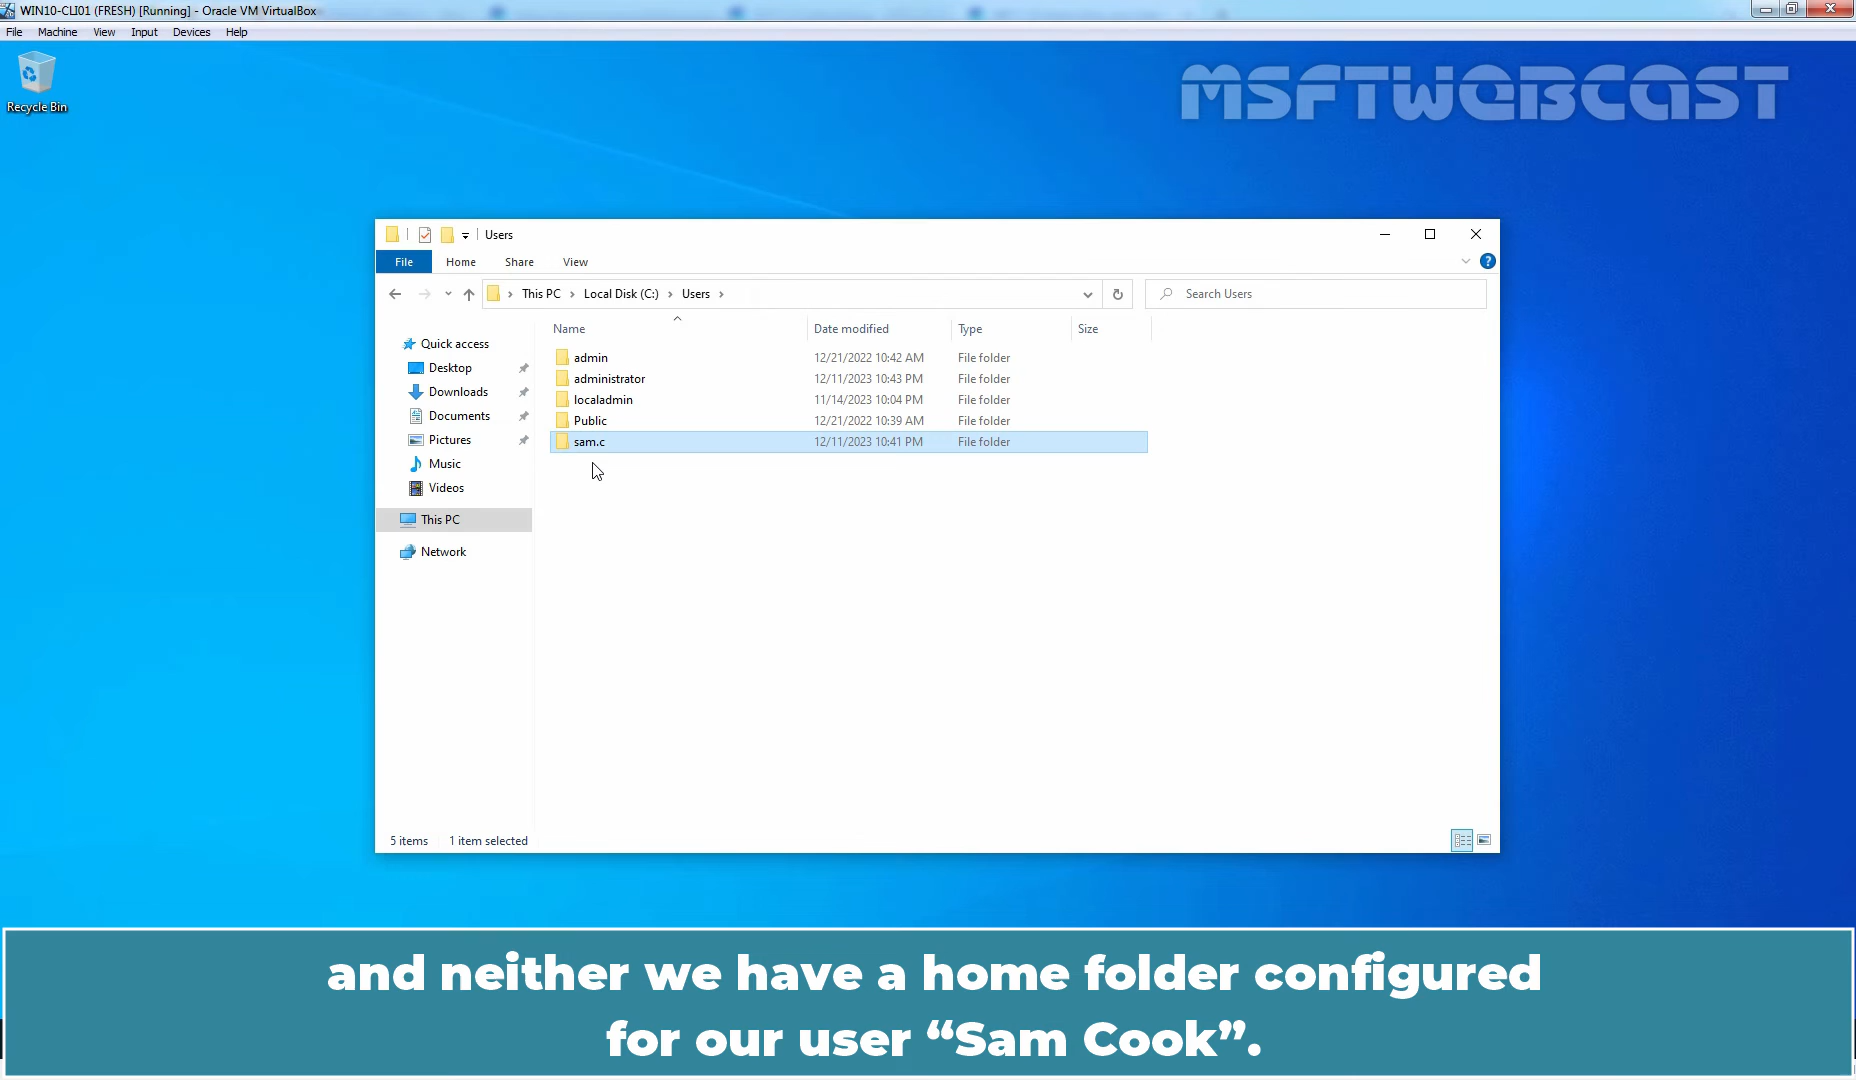 WIN10-CLI01 (FRESH) [Running] - Oracle VM VirtualBox
File Machine View Input Devices Help
Recycle Bin
MSFTWEBCAST
Users
File Home Share View
This PC Local Disk (C:) Users
Search Users
Name Date modified Type Size
Quick access
Desktop
Downloads
Documents
Pictures
Music
Videos
This PC
Network
admin 12/21/2022 10:42 AM File folder
administrator 12/11/2023 10:43 PM File folder
localadmin 11/14/2023 10:04 PM File folder
Public 12/21/2022 10:39 AM File folder
sam.c 12/11/2023 10:41 PM File folder
5 items 1 item selected
and neither we have a home folder configured
for our user “Sam Cook”.